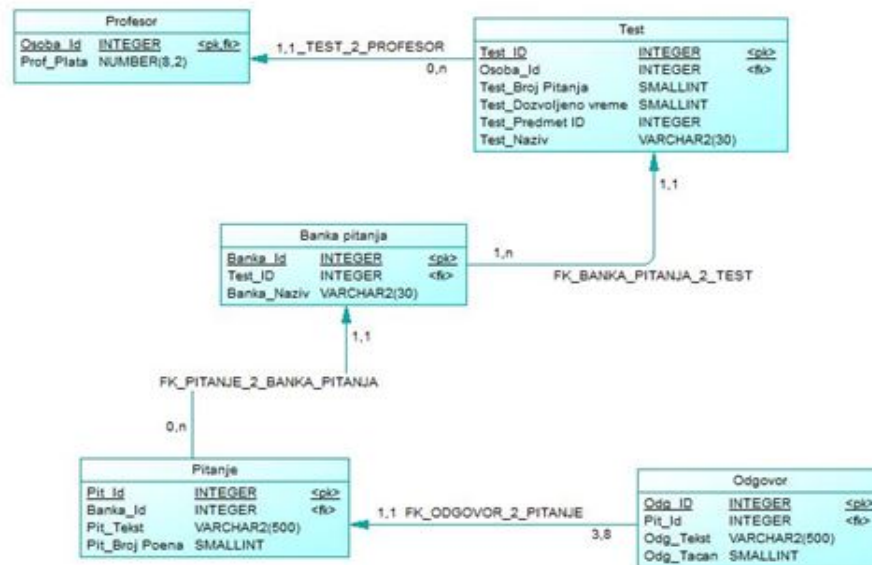 Profesor
Osoba_Id INTEGER <pk,fk>
Prof_Plata NUMBER(8,2)
1,1_TEST_2_PROFESOR
0,n
Test
Test_ID INTEGER <pk>
Osoba_Id INTEGER <fk>
Test_Broj Pitanja SMALLINT
Test_Dozvoljeno vreme SMALLINT
Test_Predmet ID INTEGER
Test_Naziv VARCHAR2(30)
1,1
Banka pitanja
Banka_Id INTEGER <pk>
Test_ID INTEGER <fk>
Banka_Naziv VARCHAR2(30)
1,n
FK_BANKA_PITANJA_2_TEST
1,1
FK_PITANJE_2_BANKA_PITANJA
0,n
Pitanje
Pit_Id INTEGER <pk>
Banka_Id INTEGER <fk>
Pit_Tekst VARCHAR2(500)
Pit_Broj Poena SMALLINT
1,1 FK_ODGOVOR_2_PITANJE
3,8
Odgovor
Odg_ID INTEGER <pk>
Pit_Id INTEGER <fk>
Odg_Tekst VARCHAR2(500)
Odg_Tacan SMALLINT